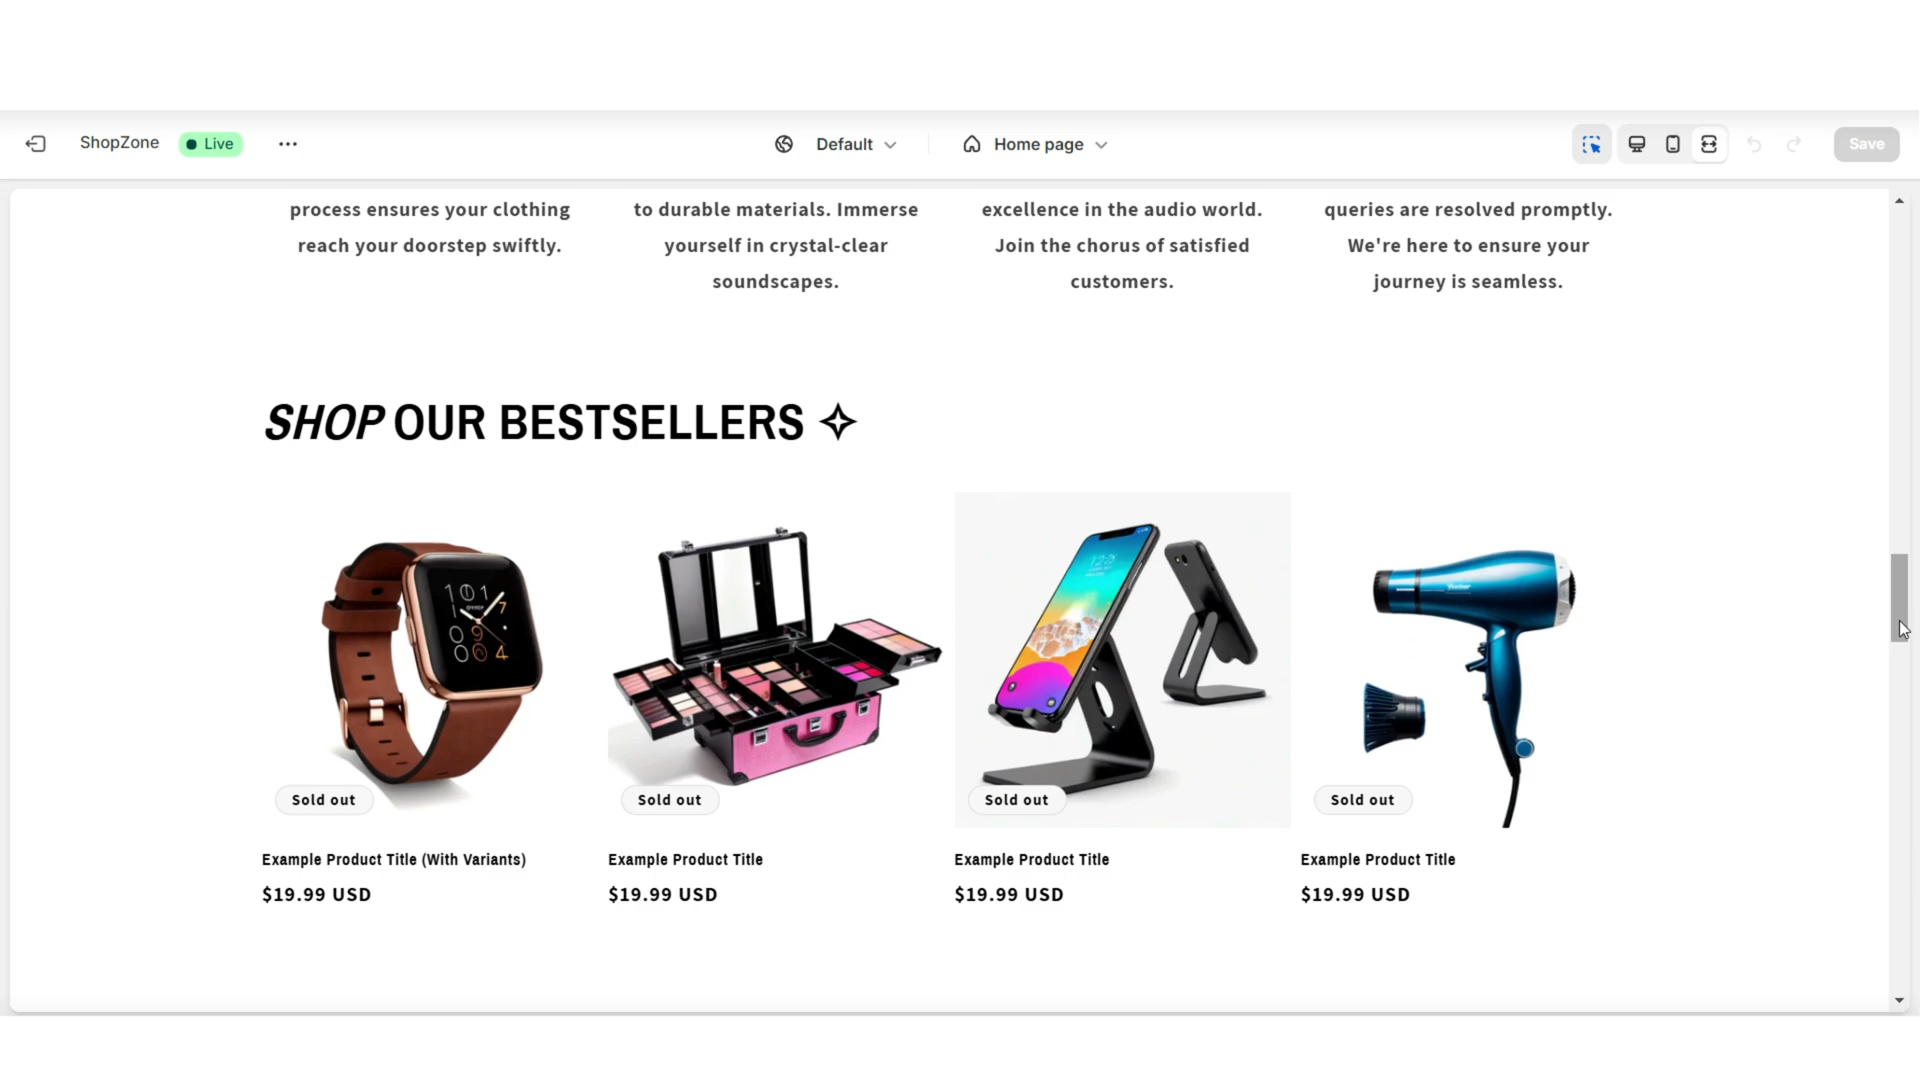 ShopZone
Live
Default
Home page
Save
process ensures your clothing
reach your doorstep swiftly.
to durable materials. Immerse
yourself in crystal-clear
soundscapes.
excellence in the audio world.
Join the chorus of satisfied
customers.
queries are resolved promptly.
We're here to ensure your
journey is seamless.
SHOP OUR BESTSELLERS ✧
Sold out
Sold out
Sold out
Sold out
Example Product Title (With Variants)
$19.99 USD
Example Product Title
$19.99 USD
Example Product Title
$19.99 USD
Example Product Title
$19.99 USD